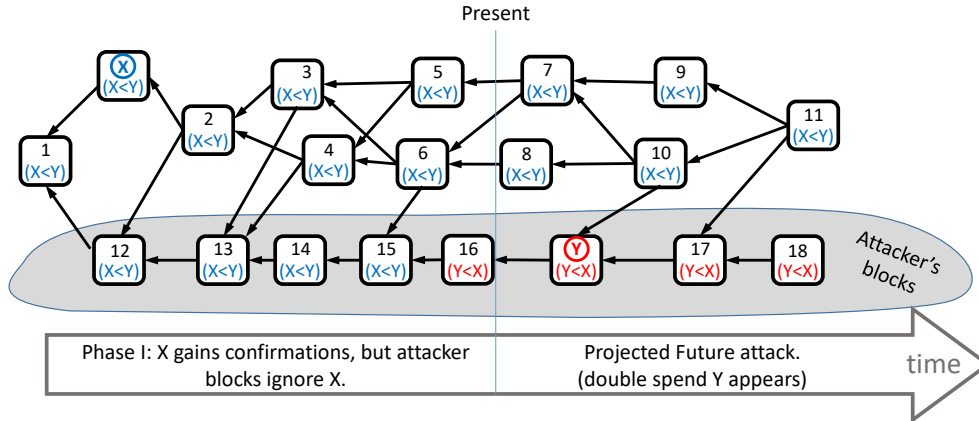 Present
X
(X<Y)
3
(X<Y)
5
(X<Y)
7
(X<Y)
9
(X<Y)
2
(X<Y)
11
(X<Y)
1
(X<Y)
4
(X<Y)
6
(X<Y)
8
(X<Y)
10
(X<Y)
12
(X<Y)
13
(X<Y)
14
(X<Y)
15
(X<Y)
16
(Y<X)
Y
(Y<X)
17
(Y<X)
18
(Y<X)
Attacker's
blocks
Phase I: X gains confirmations, but attacker
blocks ignore X.
Projected Future attack.
(double spend Y appears)
time